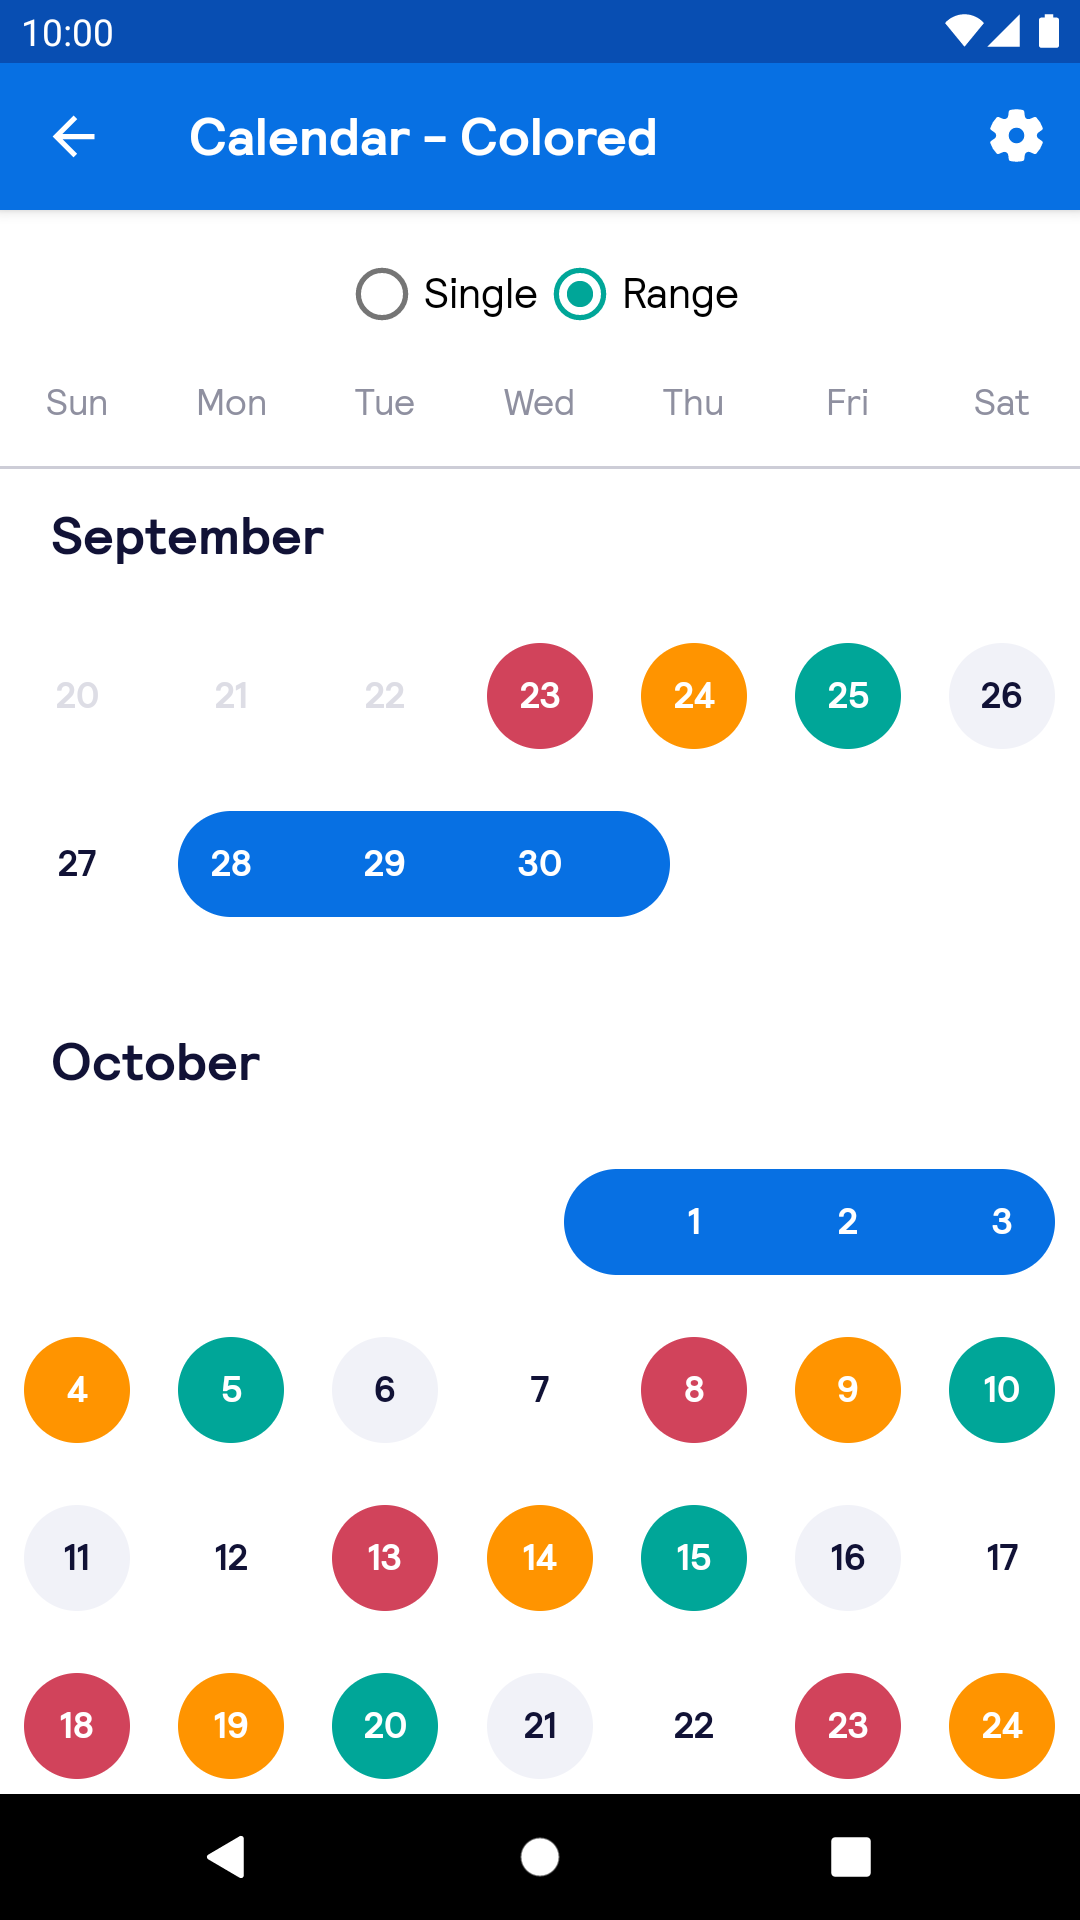 10:00
Calendar - Colored
Single Range
Sun Mon Tue Wed Thu Fri Sat
September
20 21 22 23 24 25 26
27 28 29 30
October
1 2 3
4 5 6 7 8 9 10
11 12 13 14 15 16 17
18 19 20 21 22 23 24